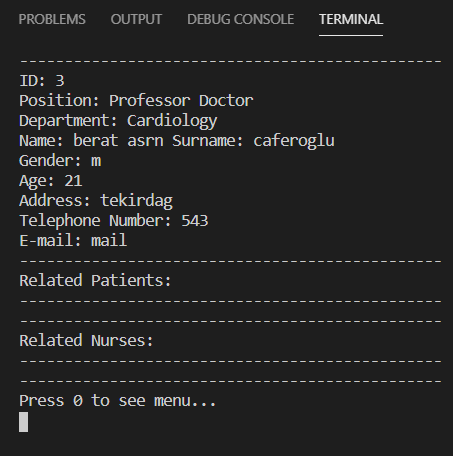 PROBLEMS OUTPUT DEBUG CONSOLE TERMINAL
-----------------------------------------------
ID: 3
Position: Professor Doctor
Department: Cardiology
Name: berat asrn Surname: caferoglu
Gender: m
Age: 21
Address: tekirdag
Telephone Number: 543
E-mail: mail
-----------------------------------------------
Related Patients:
-----------------------------------------------
-----------------------------------------------
Related Nurses:
-----------------------------------------------
-----------------------------------------------
Press 0 to see menu...